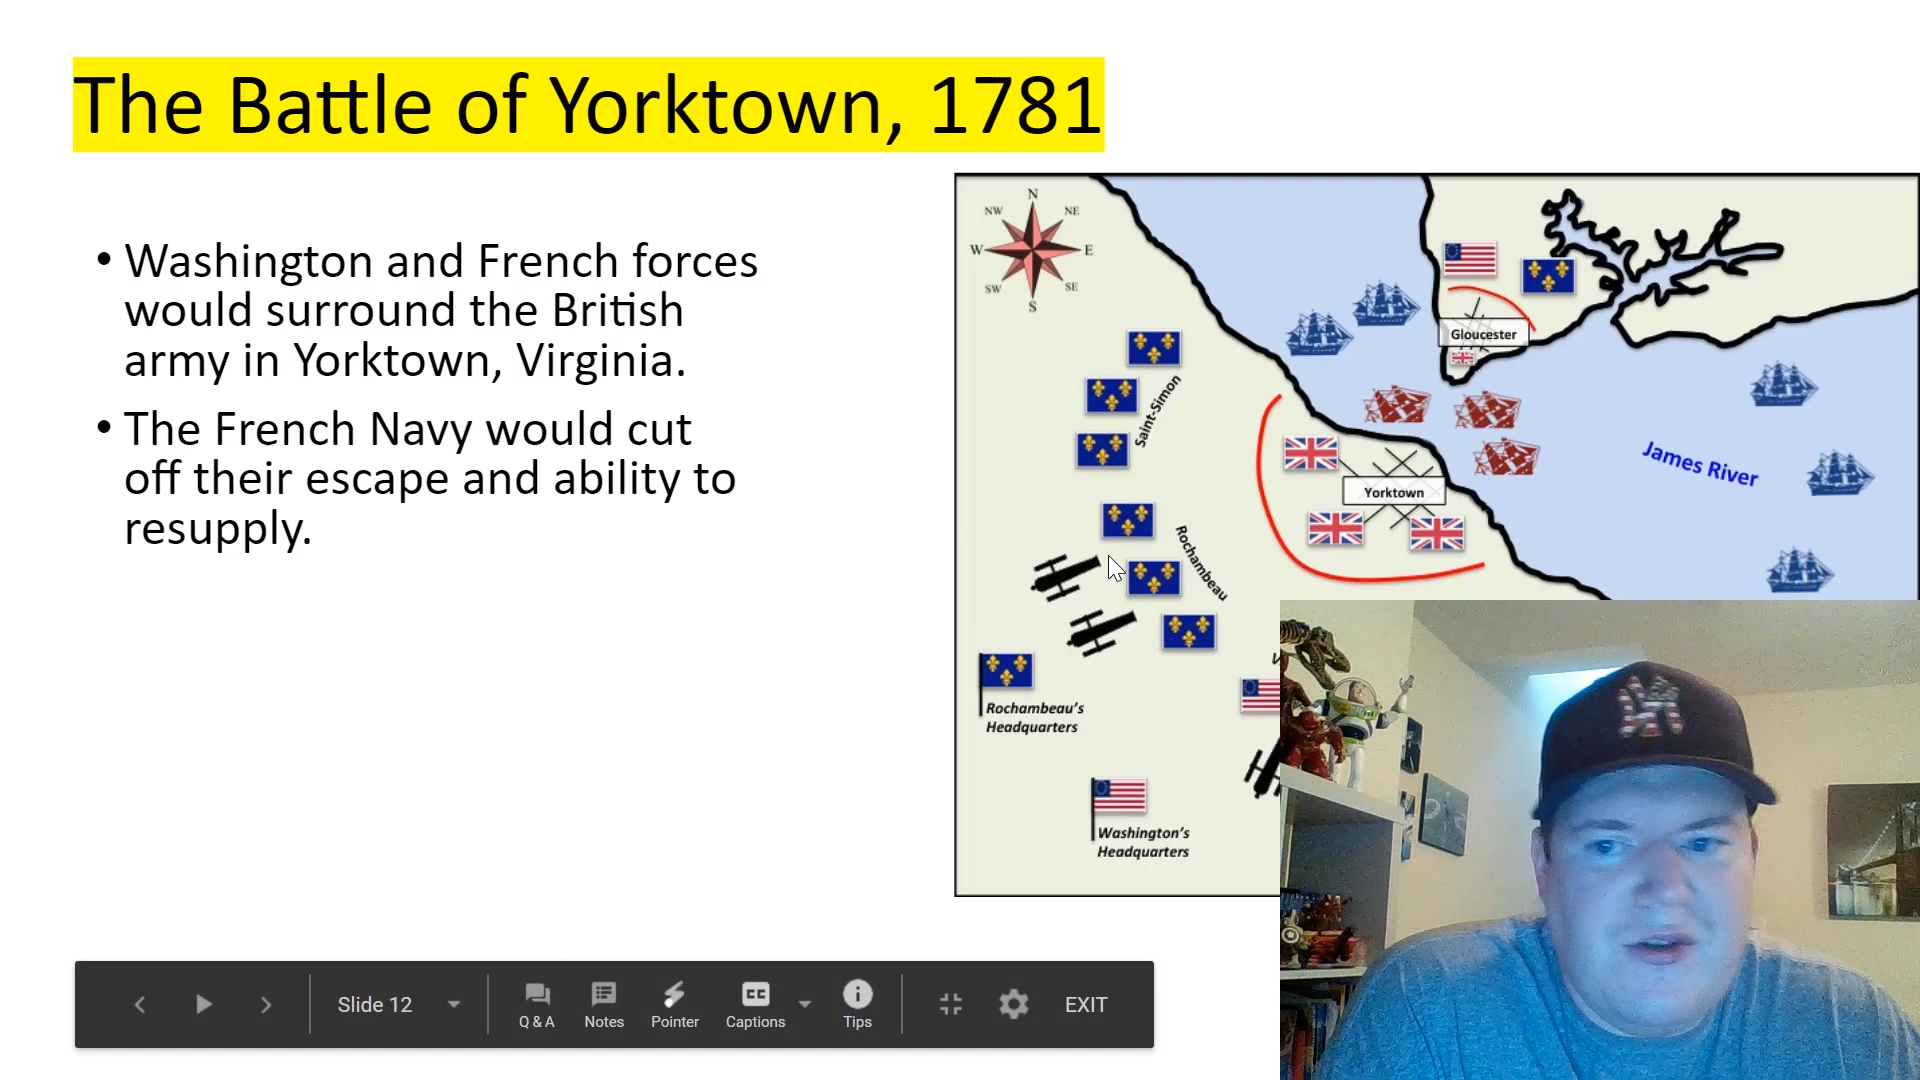 The Battle of Yorktown, 1781
• Washington and French forces
would surround the British
army in Yorktown, Virginia.
• The French Navy would cut
off their escape and ability to
resupply.
N
NW
NE
W
E
SW
SE
S
Gloucester
Saint-Simon
James River
Yorktown
Rochambeau
Rochambeau's
Headquarters
Washington's
Headquarters
Slide 12
Q & A
Notes
Pointer
CC
Captions
Tips
EXIT
NY